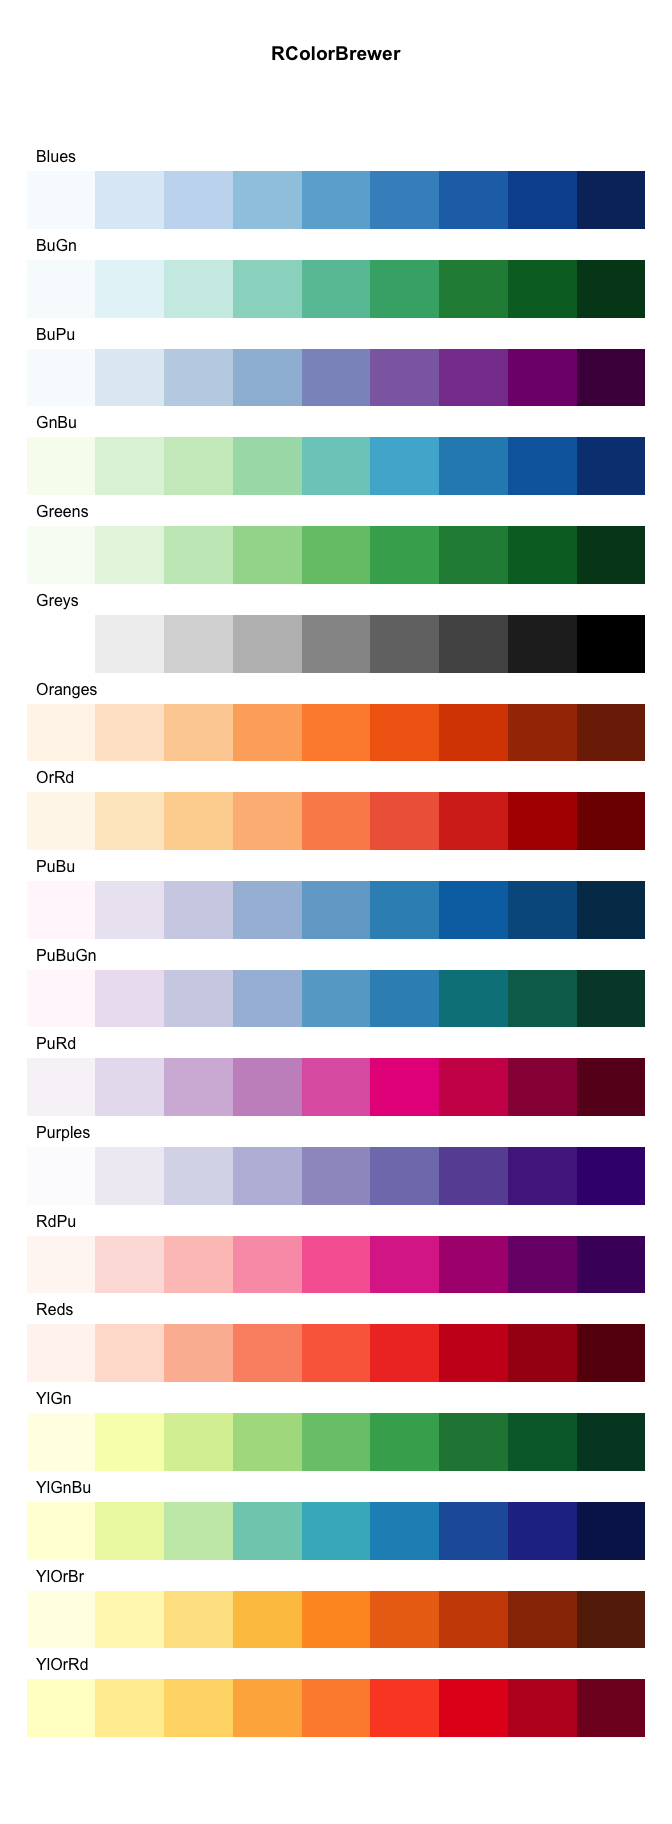 RColorBrewer
Blues
BuGn
BuPu
GnBu
Greens
Greys
Oranges
OrRd
PuBu
PuBuGn
PuRd
Purples
RdPu
Reds
YlGn
YlGnBu
YlOrBr
YlOrRd